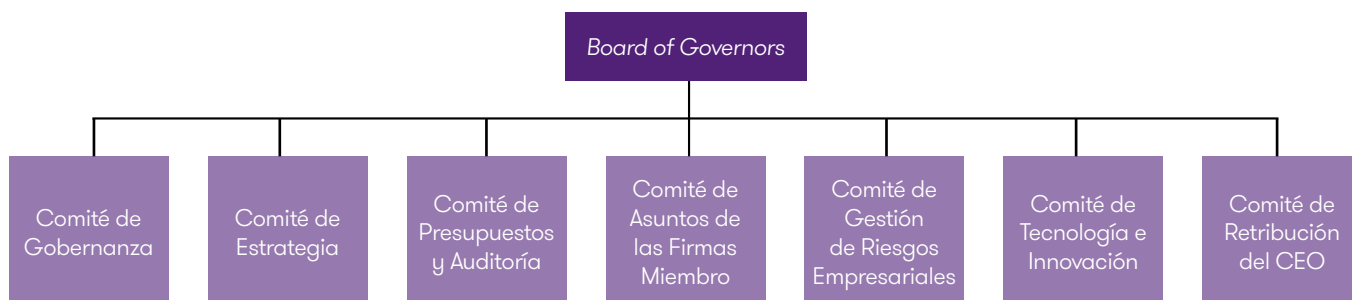 Board of Governors
Comité de
Gobernanza
Comité de
Estrategia
Comité de
Presupuestos
y Auditoría
Comité de
Asuntos de
las Firmas
Miembro
Comité de
Gestión
de Riesgos
Empresariales
Comité de
Tecnología e
Innovación
Comité de
Retribución
del CEO